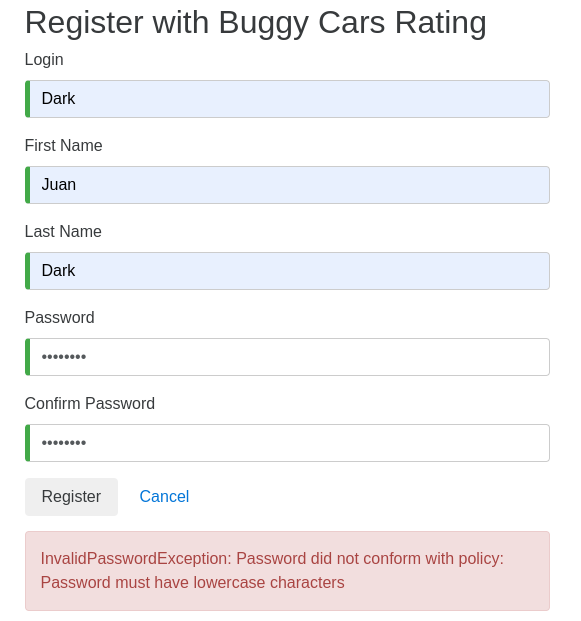 Register with Buggy Cars Rating
Login
Dark
First Name
Juan
Last Name
Dark
Password
••••••••
Confirm Password
••••••••
Register Cancel
InvalidPasswordException: Password did not conform with policy:
Password must have lowercase characters